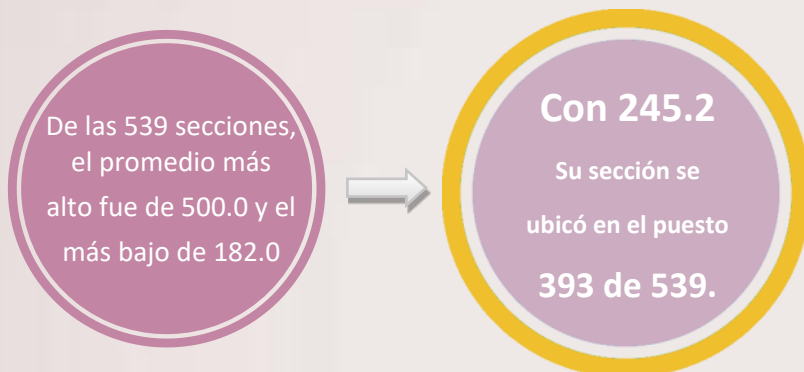 De las 539 secciones,
el promedio más
alto fue de 500.0 y el
más bajo de 182.0
Con 245.2
Su sección se
ubicó en el puesto
393 de 539.